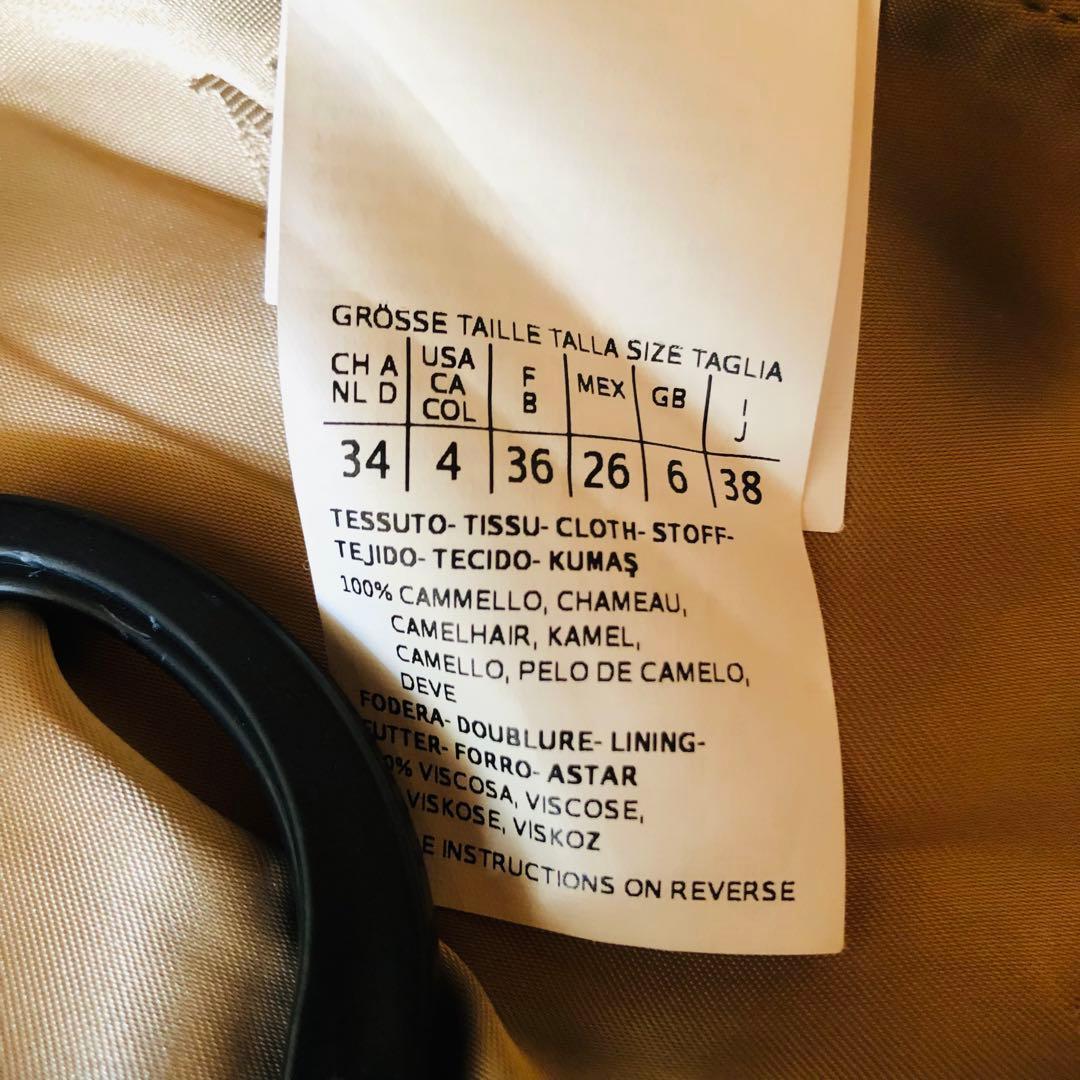 GRÖSSE TAILLE TALLA SIZE TAGLIA
CH A USA F MEX GB I
NL D CA B J
COL
34 4 36 26 6 38
TESSUTO- TISSU- CLOTH- STOFF-
TEJIDO- TECIDO- KUMAŞ
100% CAMMELLO, CHAMEAU,
CAMELHAIR, KAMEL,
CAMELLO, PELO DE CAMELO,
DEVE
FODERA- DOUBLURE- LINING-
FUTTER- FORRO- ASTAR
VISCOSA, VISCOSE,
VISKOSE, VISKOZ
INSTRUCTIONS ON REVERSE